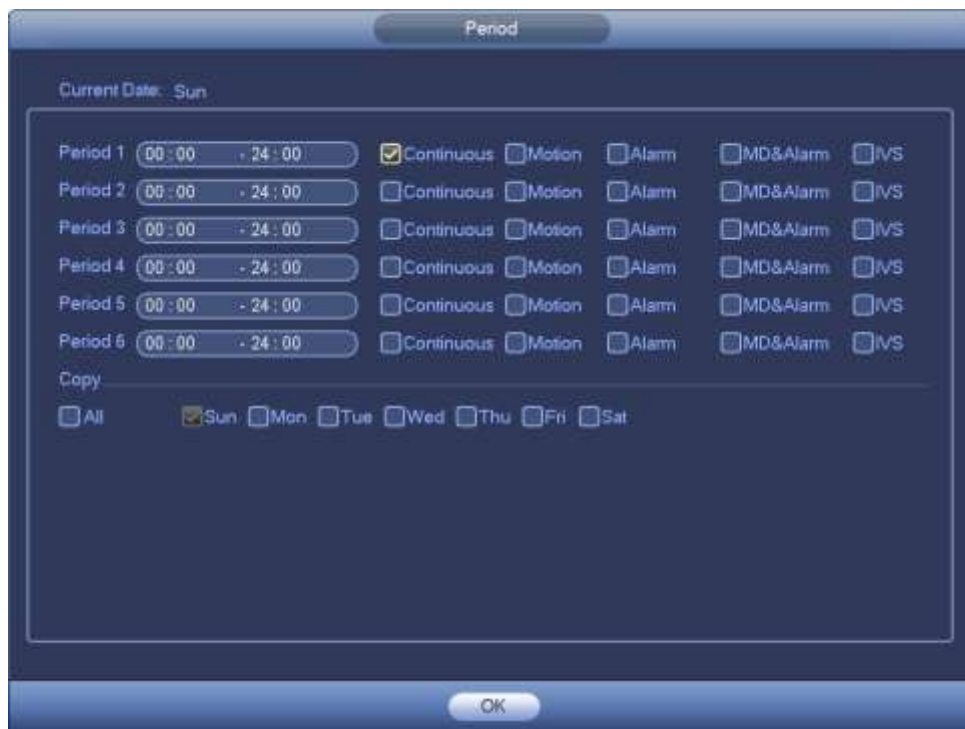 Period
Current Date: Sun
Period 1 00 : 00 - 24 : 00 Continuous Motion Alarm MD&Alarm IVS
Period 2 00 : 00 - 24 : 00 Continuous Motion Alarm MD&Alarm IVS
Period 3 00 : 00 - 24 : 00 Continuous Motion Alarm MD&Alarm IVS
Period 4 00 : 00 - 24 : 00 Continuous Motion Alarm MD&Alarm IVS
Period 5 00 : 00 - 24 : 00 Continuous Motion Alarm MD&Alarm IVS
Period 6 00 : 00 - 24 : 00 Continuous Motion Alarm MD&Alarm IVS
Copy
All Sun Mon Tue Wed Thu Fri Sat
OK